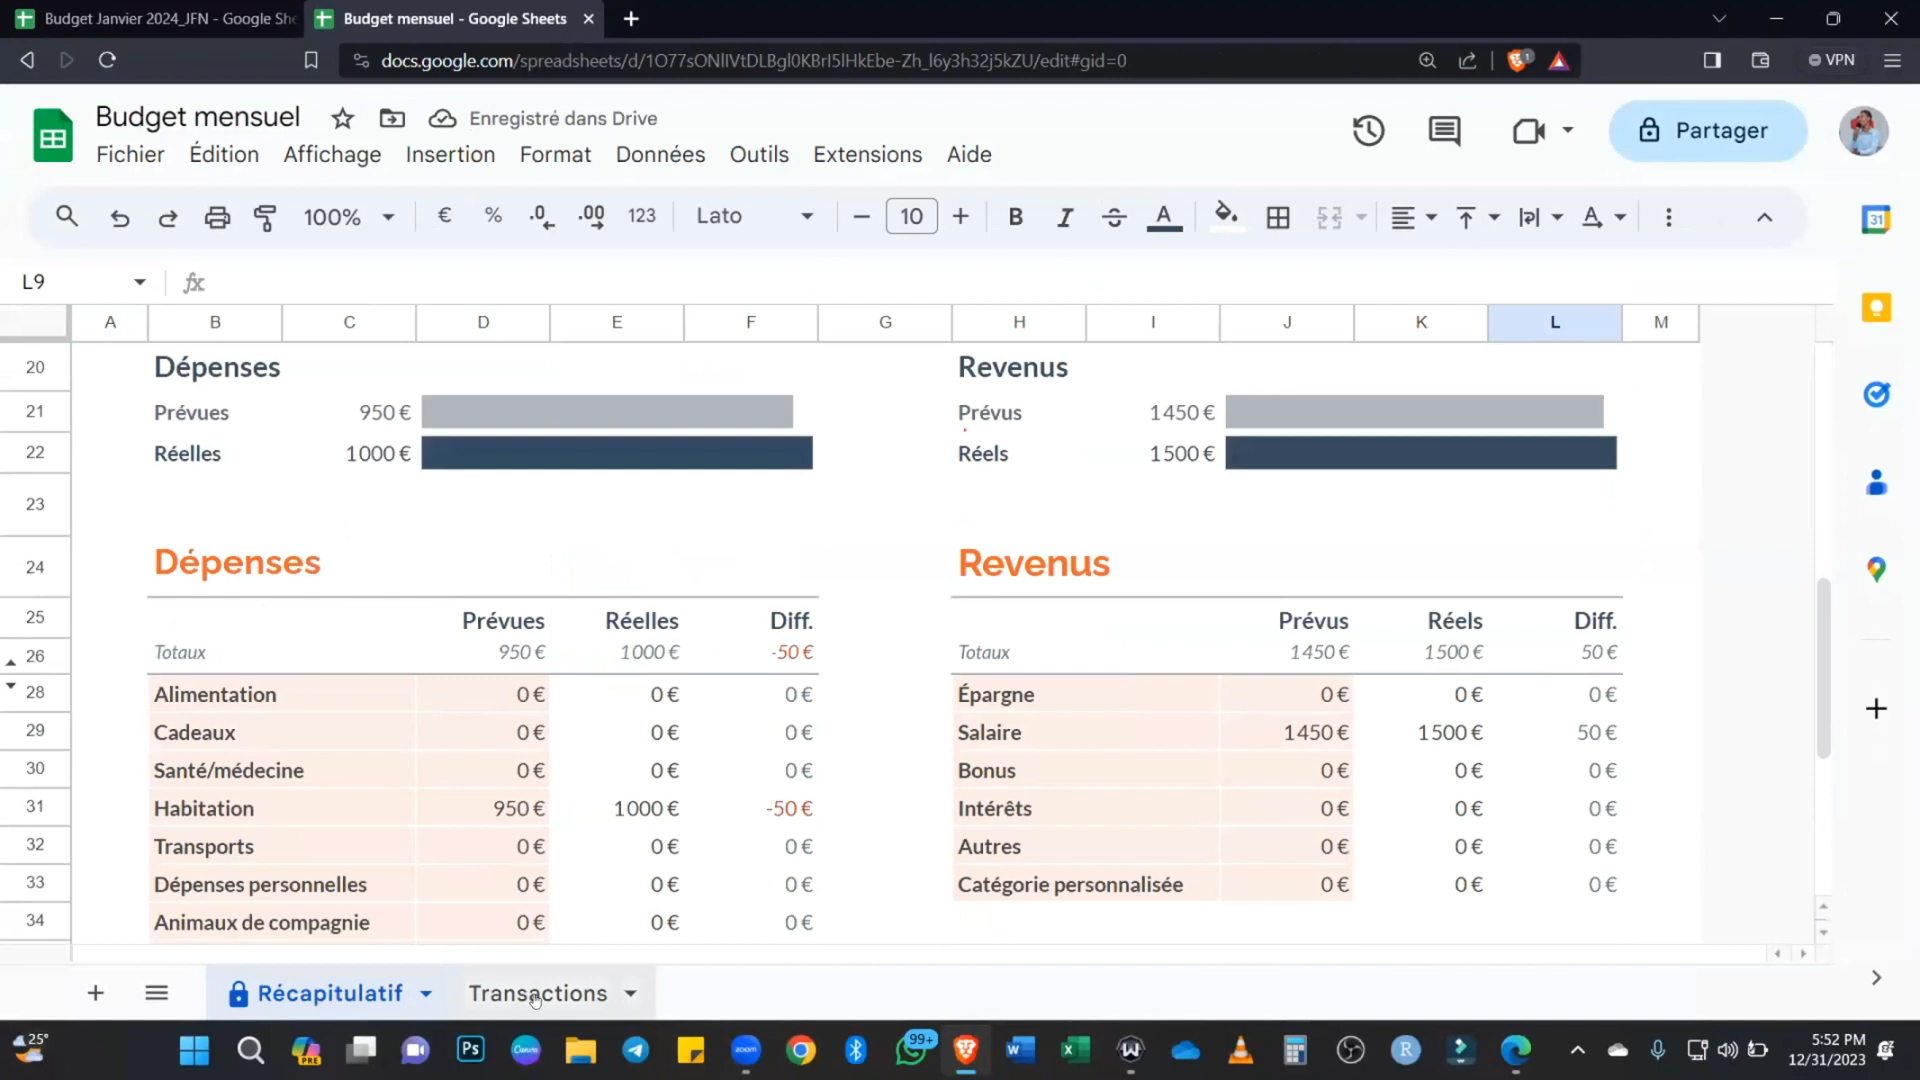 Budget Janvier 2024_JFN - Google She
Budget mensuel - Google Sheets
docs.google.com/spreadsheets/d/1O77sONllVtDLBgl0KBrI5lHkEbe-Zh_l6y3h32j5kZU/edit#gid=0
1
VPN
Budget mensuel
Enregistré dans Drive
Fichier Édition Affichage Insertion Format Données Outils Extensions Aide
Partager
100% € % .0 .00 123 Lato 10 B I A
31
L9 fx
A B C D E F G H I J K L M
20 Dépenses Revenus
21 Prévues 950 € Prévus 1450 €
22 Réelles 1000 € Réels 1500 €
23
24 Dépenses Revenus
25 Prévues Réelles Diff. Prévus Réels Diff.
26 Totaux 950 € 1000 € -50 € Totaux 1450 € 1500 € 50 €
28 Alimentation 0 € 0 € 0 € Épargne 0 € 0 € 0 €
29 Cadeaux 0 € 0 € 0 € Salaire 1450 € 1500 € 50 €
30 Santé/médecine 0 € 0 € 0 € Bonus 0 € 0 € 0 €
31 Habitation 950 € 1000 € -50 € Intérêts 0 € 0 € 0 €
32 Transports 0 € 0 € 0 € Autres 0 € 0 € 0 €
33 Dépenses personnelles 0 € 0 € 0 € Catégorie personnalisée 0 € 0 € 0 €
34 Animaux de compagnie 0 € 0 € 0 €
Récapitulatif Transactions
25°
PRE
Ps
Canva
zoom
99+
W
X
W
R
5:52 PM
12/31/2023